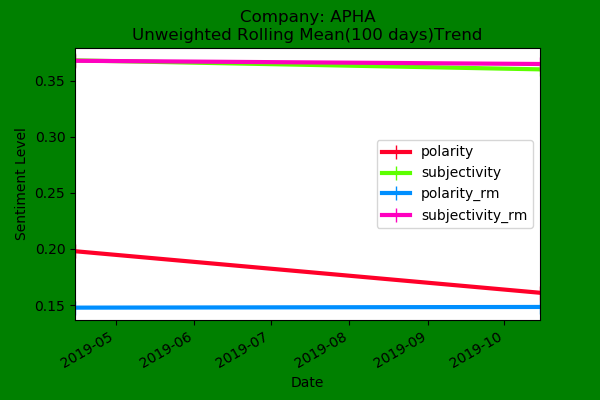 Company: APHA
Unweighted Rolling Mean(100 days)Trend
Sentiment Level
0.35
0.30
0.25
0.20
0.15
polarity
subjectivity
polarity_rm
subjectivity_rm
2019-05
2019-06
2019-07
2019-08
2019-09
2019-10
Date